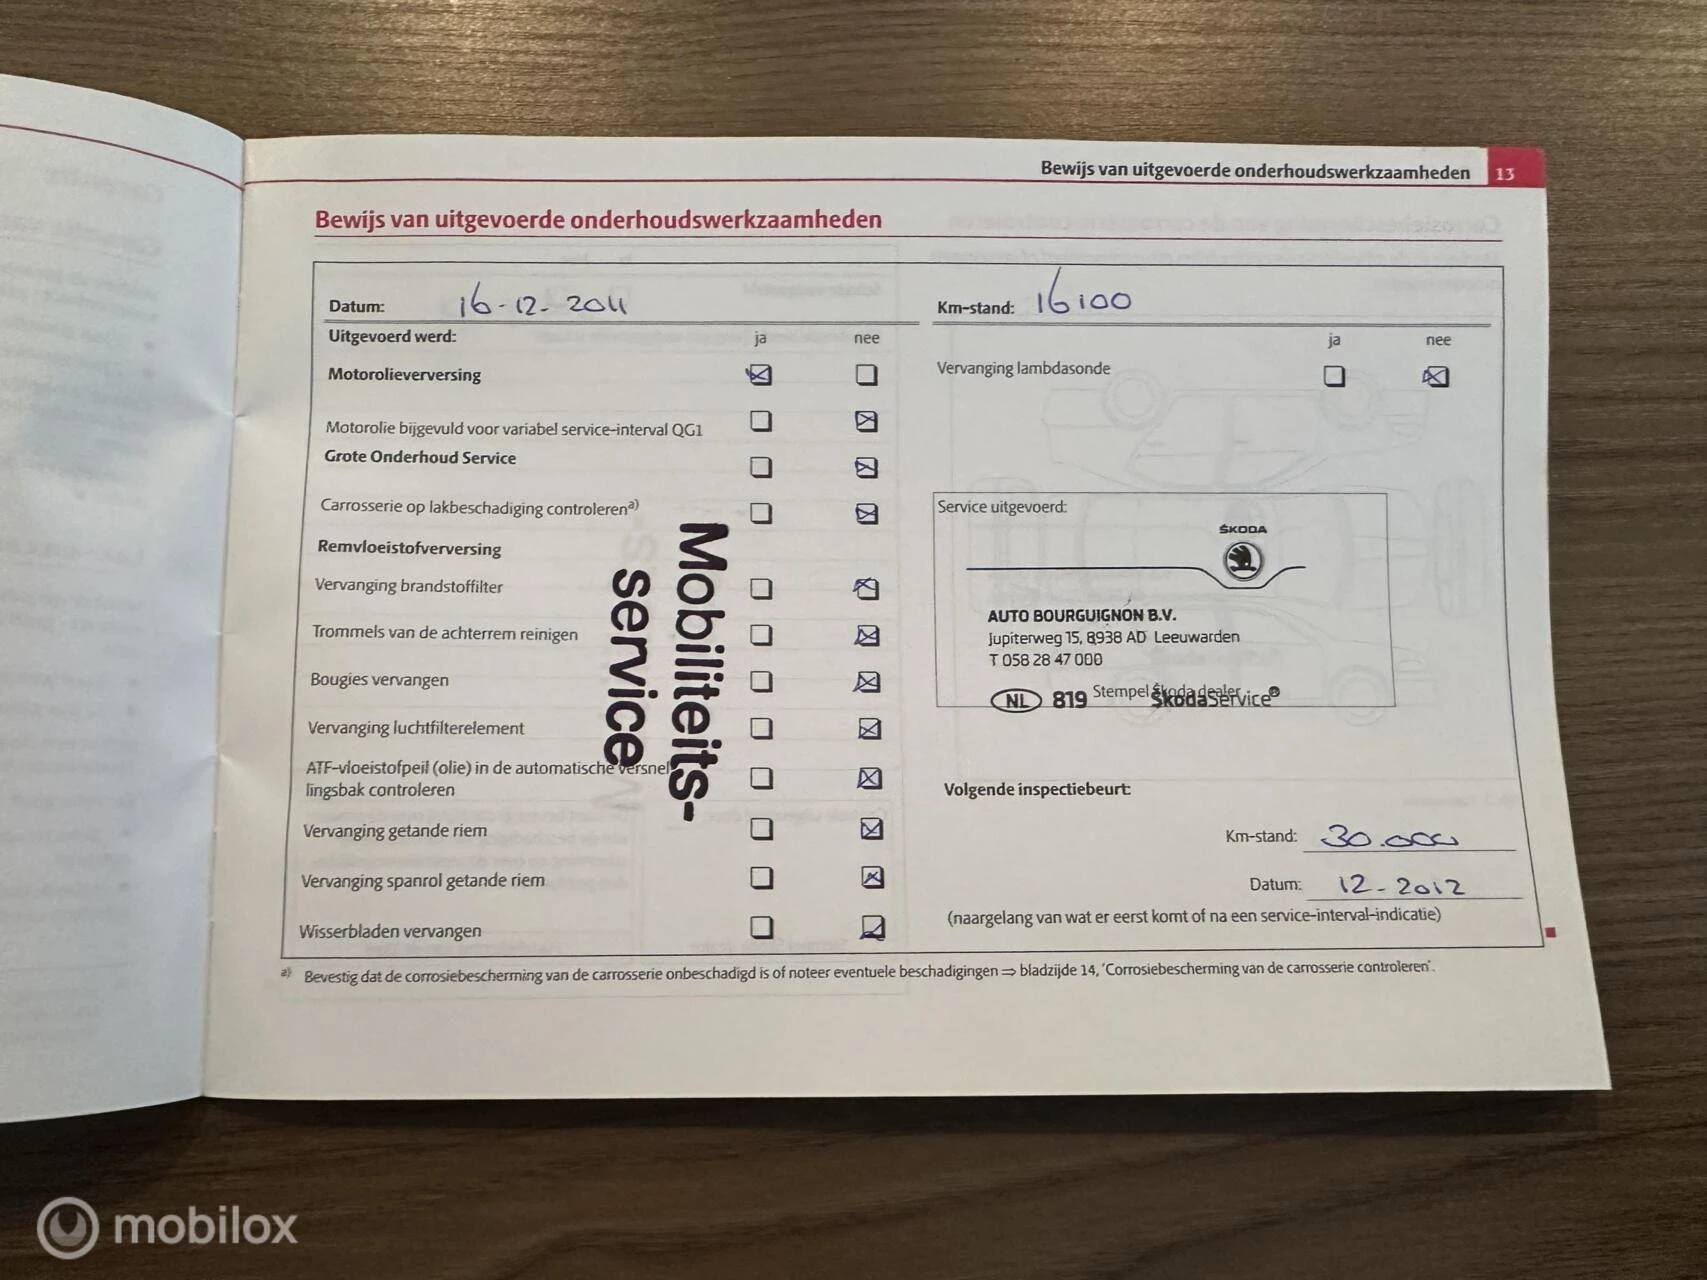 Bewijs van uitgevoerde onderhoudswerkzaamheden 13
Bewijs van uitgevoerde onderhoudswerkzaamheden
Datum: 16-12-2011
Km-stand: 16100
Uitgevoerd werd: ja nee
ja nee
Motorolieverversing
Vervanging lambdasonde
Motorolie bijgevuld voor variabel service-interval QG1
Grote Onderhoud Service
Carrosserie op lakbeschadiging controleren a)
Remvloeistofverversing
Vervanging brandstoffilter
Trommels van de achterrem reinigen
Bougies vervangen
Vervanging luchtfilterelement
ATF-vloeistofpeil (olie) in de automatische versnel-
lingsbak controleren
Vervanging getande riem
Vervanging spanrol getande riem
Wisserbladen vervangen
Mobiliteits-
service
Service uitgevoerd:
ŠKODA
AUTO BOURGUIGNON B.V.
Jupiterweg 15, 8938 AD Leeuwarden
T 058 28 47 000
NL 819 ŠkodaService®
Stempel Škoda dealer
Volgende inspectiebeurt:
Km-stand: 30.000
Datum: 12-2012
(naargelang van wat er eerst komt of na een service-interval-indicatie)
a) Bevestig dat de corrosiebescherming van de carrosserie onbeschadigd is of noteer eventuele beschadigingen ⇒ bladzijde 14, 'Corrosiebescherming van de carrosserie controleren'.
mobilox